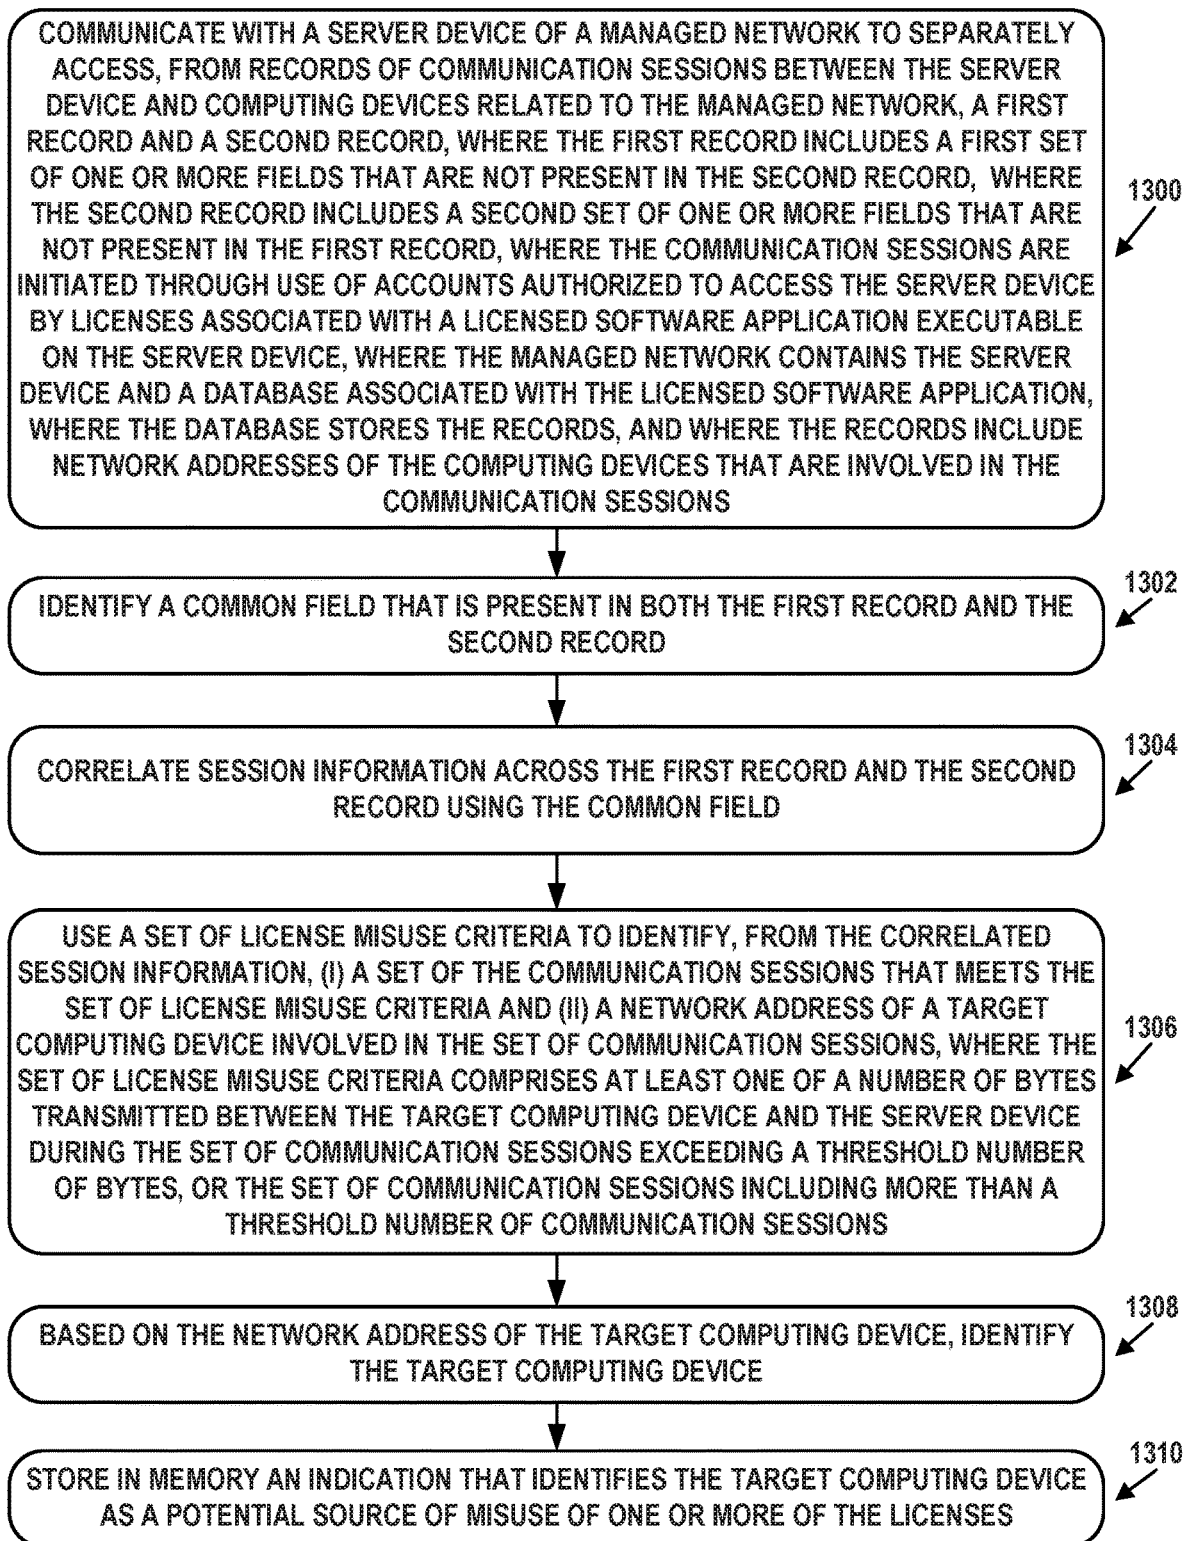 COMMUNICATE WITH A SERVER DEVICE OF A MANAGED NETWORK TO SEPARATELY
ACCESS, FROM RECORDS OF COMMUNICATION SESSIONS BETWEEN THE SERVER
DEVICE AND COMPUTING DEVICES RELATED TO THE MANAGED NETWORK, A FIRST
RECORD AND A SECOND RECORD, WHERE THE FIRST RECORD INCLUDES A FIRST SET
OF ONE OR MORE FIELDS THAT ARE NOT PRESENT IN THE SECOND RECORD, WHERE
THE SECOND RECORD INCLUDES A SECOND SET OF ONE OR MORE FIELDS THAT ARE
NOT PRESENT IN THE FIRST RECORD, WHERE THE COMMUNICATION SESSIONS ARE
INITIATED THROUGH USE OF ACCOUNTS AUTHORIZED TO ACCESS THE SERVER DEVICE
BY LICENSES ASSOCIATED WITH A LICENSED SOFTWARE APPLICATION EXECUTABLE
ON THE SERVER DEVICE, WHERE THE MANAGED NETWORK CONTAINS THE SERVER
DEVICE AND A DATABASE ASSOCIATED WITH THE LICENSED SOFTWARE APPLICATION,
WHERE THE DATABASE STORES THE RECORDS, AND WHERE THE RECORDS INCLUDE
NETWORK ADDRESSES OF THE COMPUTING DEVICES THAT ARE INVOLVED IN THE
COMMUNICATION SESSIONS
1300
IDENTIFY A COMMON FIELD THAT IS PRESENT IN BOTH THE FIRST RECORD AND THE
SECOND RECORD
1302
CORRELATE SESSION INFORMATION ACROSS THE FIRST RECORD AND THE SECOND
RECORD USING THE COMMON FIELD
1304
USE A SET OF LICENSE MISUSE CRITERIA TO IDENTIFY, FROM THE CORRELATED
SESSION INFORMATION, (I) A SET OF THE COMMUNICATION SESSIONS THAT MEETS THE
SET OF LICENSE MISUSE CRITERIA AND (II) A NETWORK ADDRESS OF A TARGET
COMPUTING DEVICE INVOLVED IN THE SET OF COMMUNICATION SESSIONS, WHERE THE
SET OF LICENSE MISUSE CRITERIA COMPRISES AT LEAST ONE OF A NUMBER OF BYTES
TRANSMITTED BETWEEN THE TARGET COMPUTING DEVICE AND THE SERVER DEVICE
DURING THE SET OF COMMUNICATION SESSIONS EXCEEDING A THRESHOLD NUMBER
OF BYTES, OR THE SET OF COMMUNICATION SESSIONS INCLUDING MORE THAN A
THRESHOLD NUMBER OF COMMUNICATION SESSIONS
1306
BASED ON THE NETWORK ADDRESS OF THE TARGET COMPUTING DEVICE, IDENTIFY
THE TARGET COMPUTING DEVICE
1308
STORE IN MEMORY AN INDICATION THAT IDENTIFIES THE TARGET COMPUTING DEVICE
AS A POTENTIAL SOURCE OF MISUSE OF ONE OR MORE OF THE LICENSES
1310